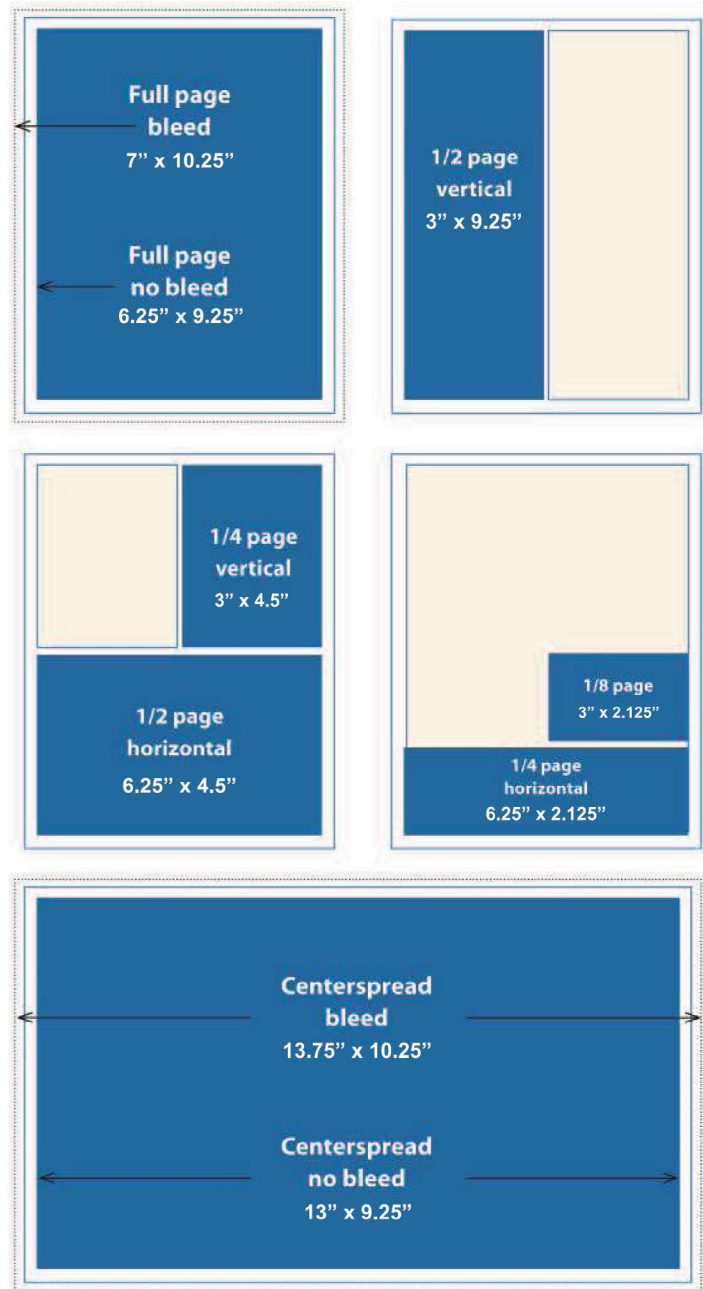 Full page
bleed
7” x 10.25”
Full page
no bleed
6.25” x 9.25”
1/2 page
vertical
3” x 9.25”
1/4 page
vertical
3” x 4.5”
1/2 page
horizontal
6.25” x 4.5”
1/8 page
3” x 2.125”
1/4 page
horizontal
6.25” x 2.125”
Centerspread
bleed
13.75” x 10.25”
Centerspread
no bleed
13” x 9.25”